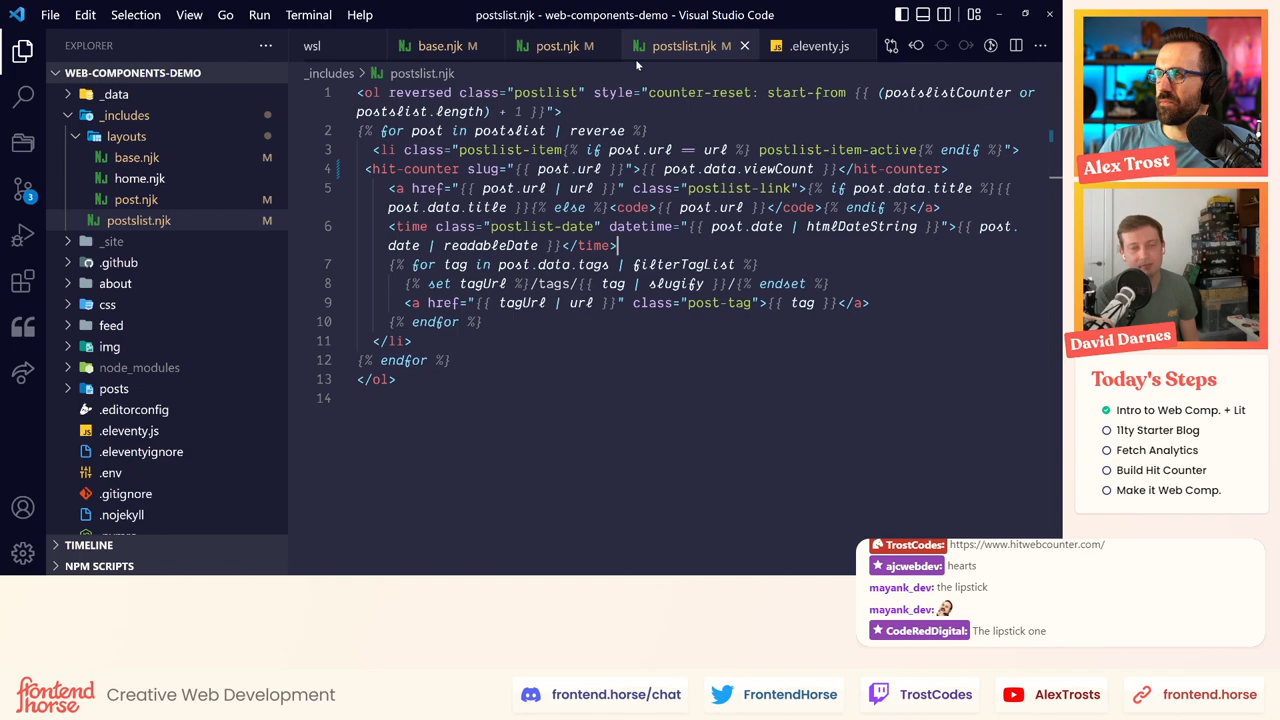 File Edit Selection View Go Run Terminal Help
postslist.njk - web-components-demo - Visual Studio Code
EXPLORER
wsl
base.njk M
post.njk M
postslist.njk M
.eleventy.js
WEB-COMPONENTS-DEMO
_data
_includes
layouts
base.njk M
home.njk
post.njk M
postslist.njk M
_site
.github
about
css
feed
img
node_modules
posts
.editorconfig
.eleventy.js
.eleventyignore
.env
.gitignore
.nojekyll
TIMELINE
NPM SCRIPTS
3
_includes > postslist.njk
1 <ol reversed class="postlist" style="counter-reset: start-from {{ (postslistCounter or
postslist.length) + 1 }}">
2 {% for post in postslist | reverse %}
3 <li class="postlist-item{% if post.url == url %} postlist-item-active{% endif %}">
4 <hit-counter slug="{{ post.url }}">{{ post.data.viewCount }}</hit-counter>
5 <a href="{{ post.url | url }}" class="postlist-link">{% if post.data.title %}{{
post.data.title }}{% else %}<code>{{ post.url }}</code>{% endif %}</a>
6 <time class="postlist-date" datetime="{{ post.date | htmlDateString }}">{{ post.
date | readableDate }}</time>
7 {% for tag in post.data.tags | filterTagList %}
8 {% set tagUrl %}/tags/{{ tag | slugify }}/{% endset %}
9 <a href="{{ tagUrl | url }}" class="post-tag">{{ tag }}</a>
10 {% endfor %}
11 </li>
12 {% endfor %}
13 </ol>
14
Alex Trost
David Darnes
Today's Steps
Intro to Web Comp. + Lit
11ty Starter Blog
Fetch Analytics
Build Hit Counter
Make it Web Comp.
TrostCodes: https://www.hitwebcounter.com/
ajcwebdev: hearts
mayank_dev: the lipstick
mayank_dev:
CodeRedDigital: The lipstick one
frontend
horse
Creative Web Development
frontend.horse/chat
FrontendHorse
TrostCodes
AlexTrosts
frontend.horse